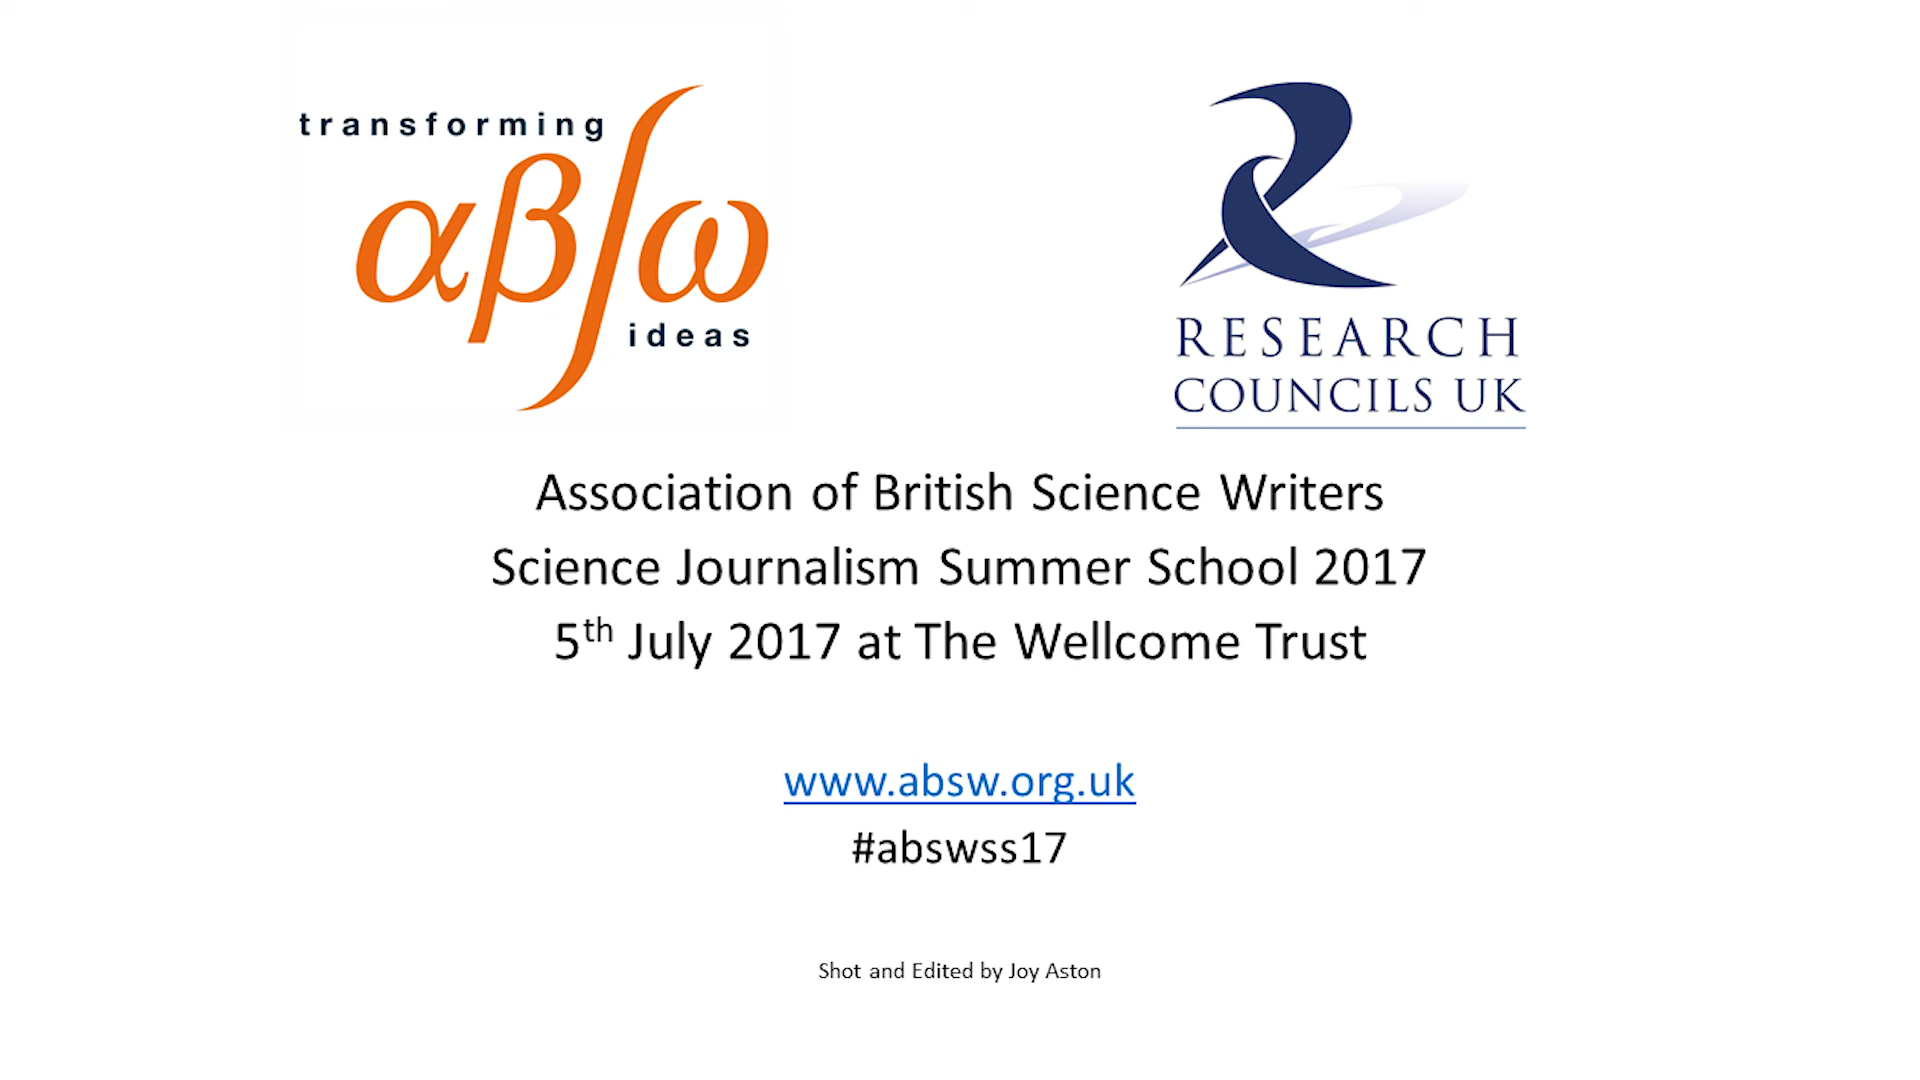 transforming
αβ∫ω
ideas
RESEARCH
COUNCILS UK
Association of British Science Writers
Science Journalism Summer School 2017
5th July 2017 at The Wellcome Trust
www.absw.org.uk
#abswss17
Shot and Edited by Joy Aston